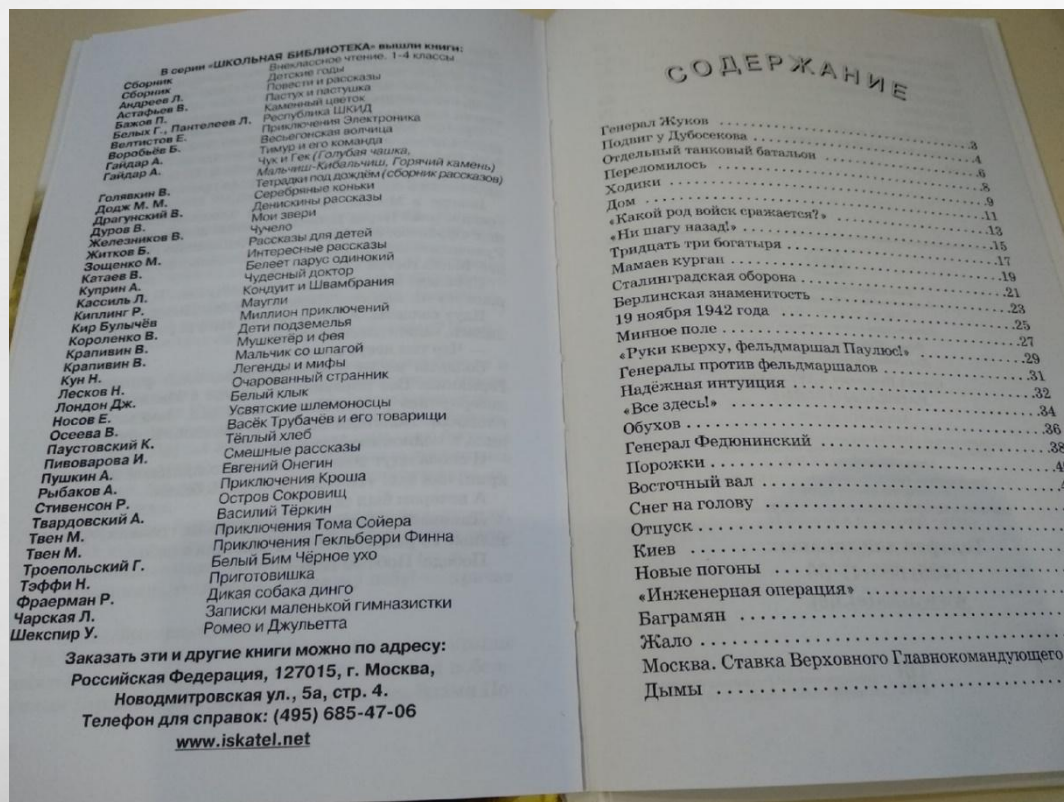 В серии «ШКОЛЬНАЯ БИБЛИОТЕКА» вышли книги:
Сборник Внеклассное чтение. 1-4 классы
Сборник Детские годы
Андреев Л. Повести и рассказы
Астафьев В. Пастух и пастушка
Бажов П. Каменный цветок
Белых Г., Пантелеев Л. Республика ШКИД
Велтистов Е. Приключения Электроника
Воробьёв Б. Весьегонская волчица
Гайдар А. Тимур и его команда
Гайдар А. Чук и Гек (Голубая чашка,
Мальчиш-Кибальчиш, Горячий камень)
Голявкин В. Тетрадки под дождём (сборник рассказов)
Додж М. М. Серебряные коньки
Драгунский В. Денискины рассказы
Дуров В. Мои звери
Железников В. Чучело
Житков Б. Рассказы для детей
Зощенко М. Интересные рассказы
Катаев В. Белеет парус одинокий
Куприн А. Чудесный доктор
Кассиль Л. Кондуит и Швамбрания
Киплинг Р. Маугли
Кир Булычёв Миллион приключений
Короленко В. Дети подземелья
Крапивин В. Мушкетёр и фея
Крапивин В. Мальчик со шпагой
Кун Н. Легенды и мифы
Лесков Н. Очарованный странник
Лондон Дж. Белый клык
Носов Е. Усвятские шлемоносцы
Осеева В. Васёк Трубачёв и его товарищи
Паустовский К. Тёплый хлеб
Пивоварова И. Смешные рассказы
Пушкин А. Евгений Онегин
Рыбаков А. Приключения Кроша
Стивенсон Р. Остров Сокровищ
Твардовский А. Василий Тёркин
Твен М. Приключения Тома Сойера
Твен М. Приключения Гекльберри Финна
Троепольский Г. Белый Бим Чёрное ухо
Тэффи Н. Приготовишка
Фраерман Р. Дикая собака динго
Чарская Л. Записки маленькой гимназистки
Шекспир У. Ромео и Джульетта
Заказать эти и другие книги можно по адресу:
Российская Федерация, 127015, г. Москва,
Новодмитровская ул., 5а, стр. 4.
Телефон для справок: (495) 685-47-06
www.iskatel.net
СОДЕРЖАНИЕ
Генерал Жуков 3
Подвиг у Дубосекова 4
Отдельный танковый батальон 6
Переломилось 8
Ходики 9
Дом 11
«Какой род войск сражается?» 13
«Ни шагу назад!» 15
Тридцать три богатыря 17
Мамаев курган 19
Сталинградская оборона 21
Берлинская знаменитость 23
19 ноября 1942 года 25
Минное поле 27
«Руки кверху, фельдмаршал Паулюс!» 29
Генералы против фельдмаршалов 31
Надёжная интуиция 32
«Все здесь!» 34
Обухов 36
Генерал Федюнинский 38
Порожки
Восточный вал
Снег на голову
Отпуск
Киев
Новые погоны
«Инженерная операция»
Баграмян
Жало
Москва. Ставка Верховного Главнокомандующего
Дымы